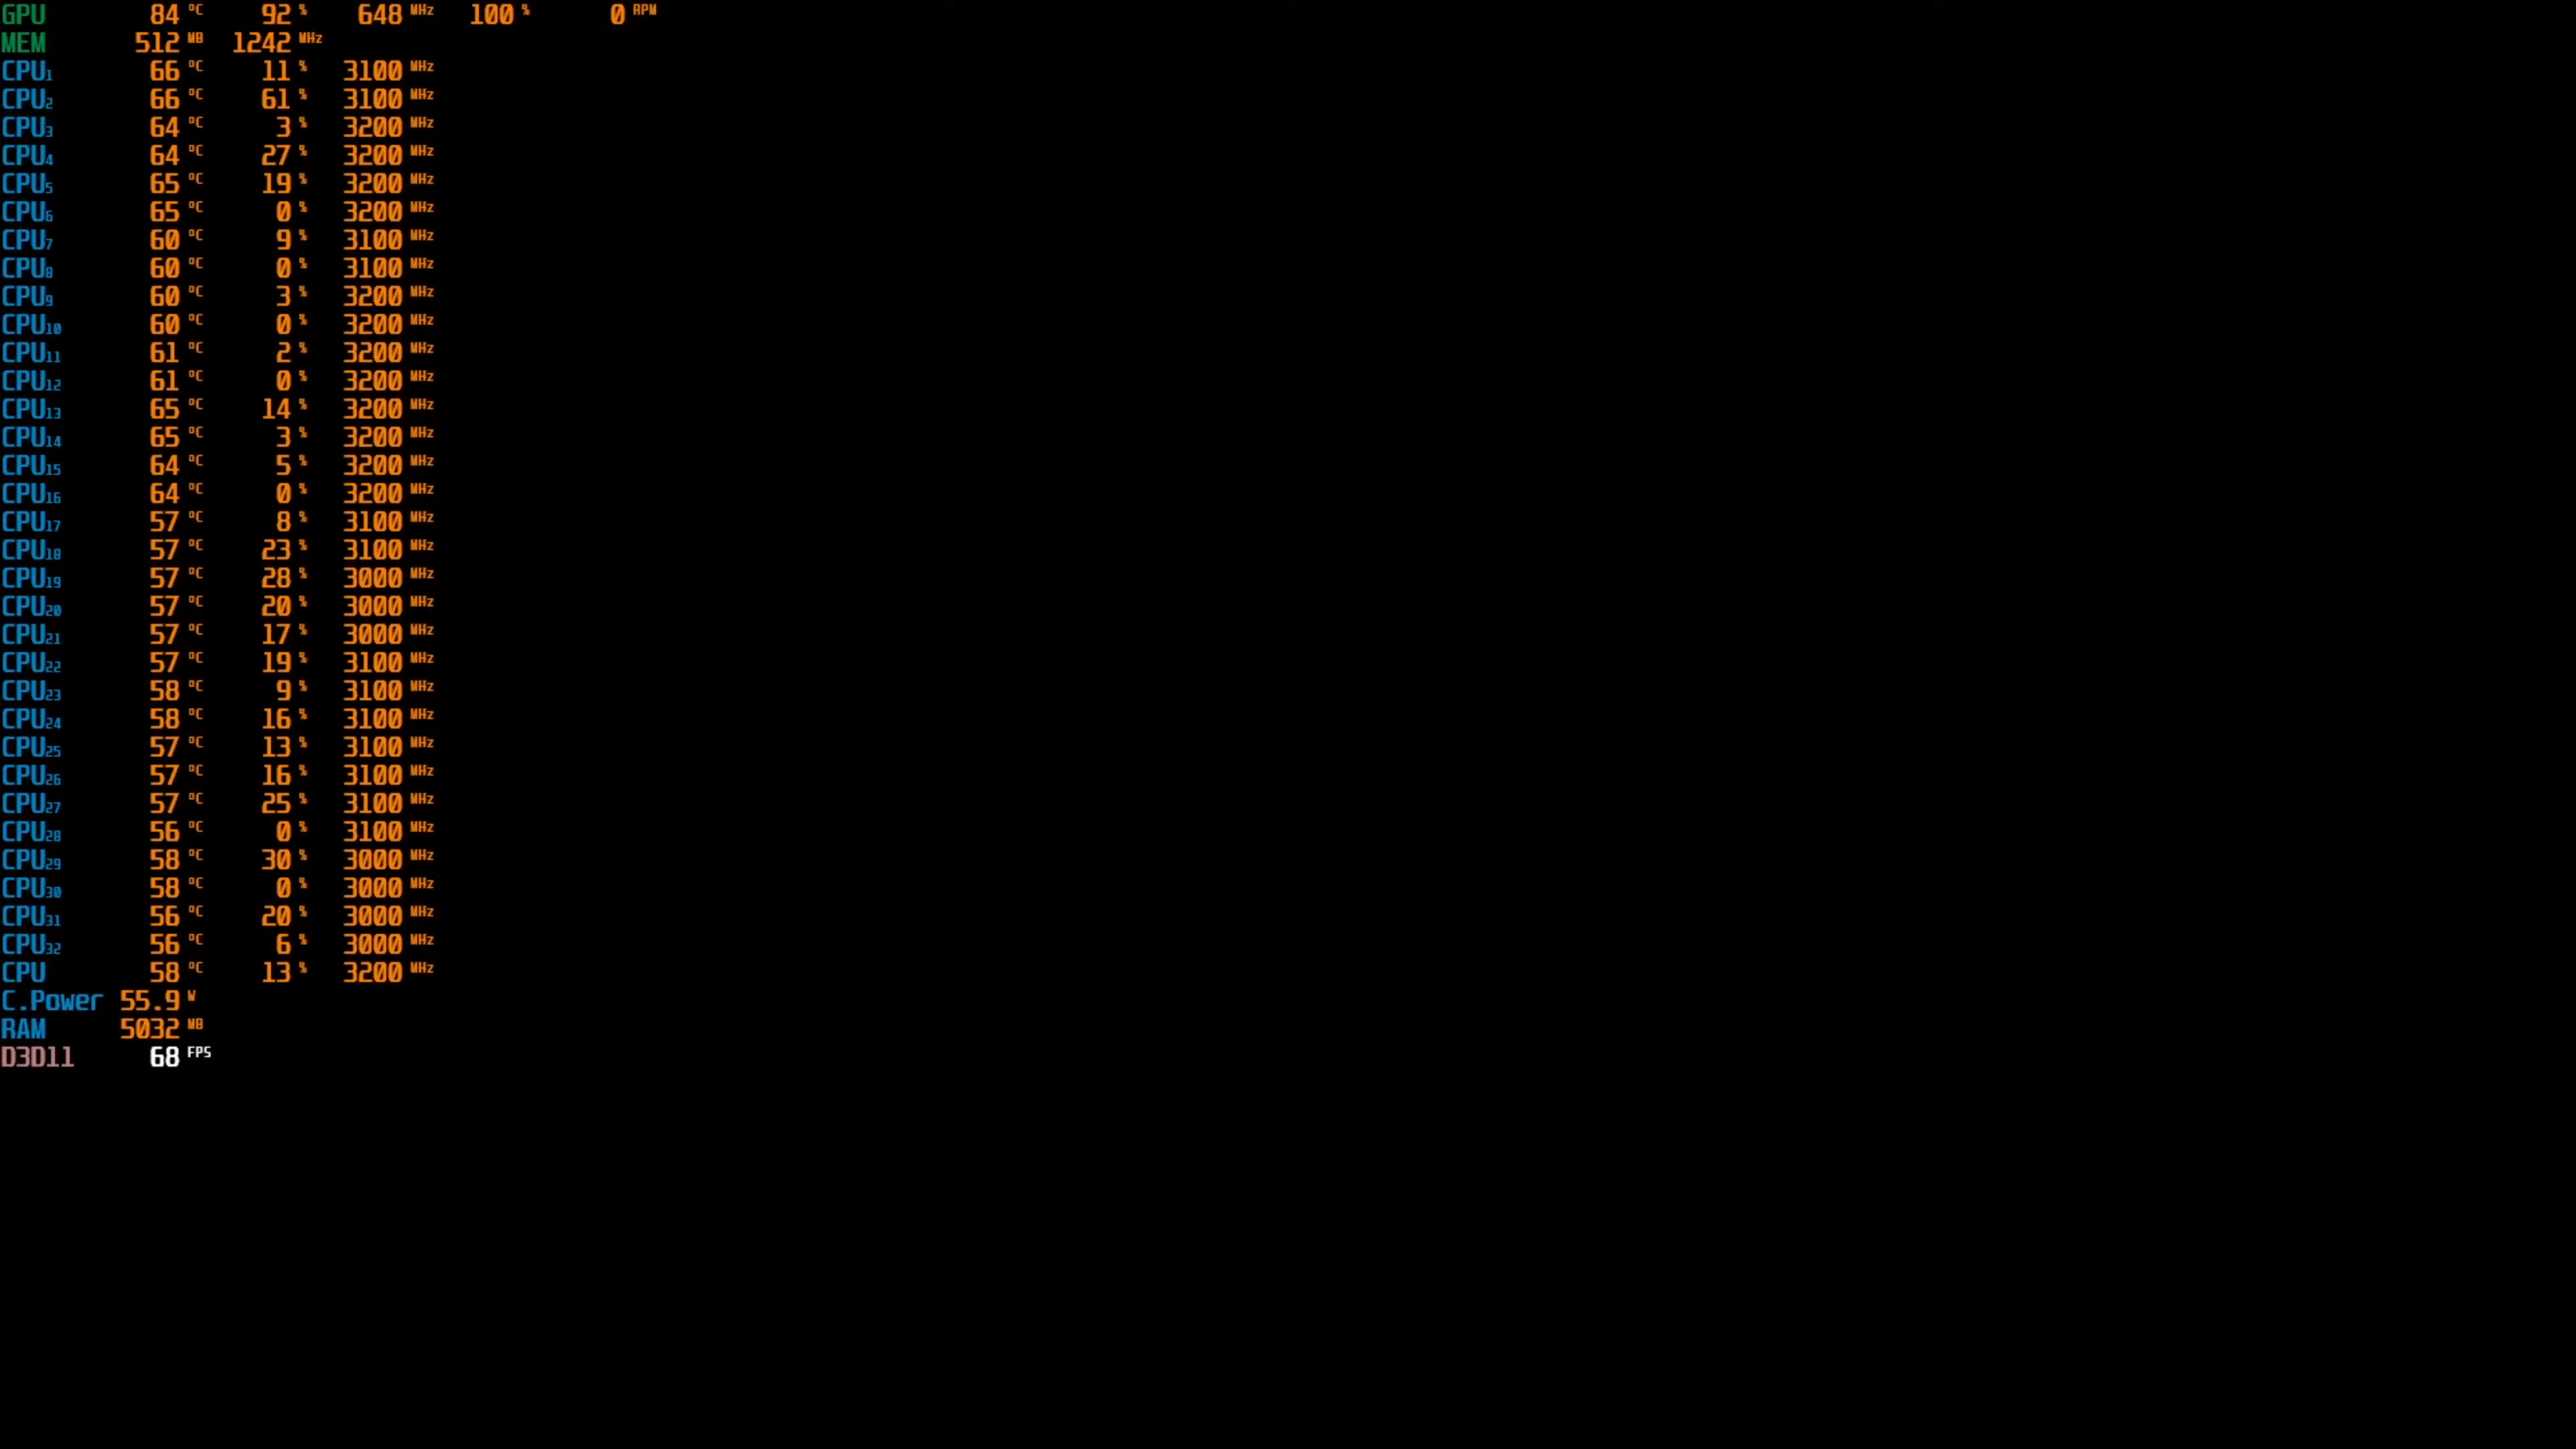 GPU 84 °C 92 % 648 MHz 100 % 0 RPM
MEM 512 MB 1242 MHz
CPU1 66 °C 11 % 3100 MHz
CPU2 66 °C 61 % 3100 MHz
CPU3 64 °C 3 % 3200 MHz
CPU4 64 °C 27 % 3200 MHz
CPU5 65 °C 19 % 3200 MHz
CPU6 65 °C 0 % 3200 MHz
CPU7 60 °C 9 % 3100 MHz
CPU8 60 °C 0 % 3100 MHz
CPU9 60 °C 3 % 3200 MHz
CPU10 60 °C 0 % 3200 MHz
CPU11 61 °C 2 % 3200 MHz
CPU12 61 °C 0 % 3200 MHz
CPU13 65 °C 14 % 3200 MHz
CPU14 65 °C 3 % 3200 MHz
CPU15 64 °C 5 % 3200 MHz
CPU16 64 °C 0 % 3200 MHz
CPU17 57 °C 8 % 3100 MHz
CPU18 57 °C 23 % 3100 MHz
CPU19 57 °C 28 % 3000 MHz
CPU20 57 °C 20 % 3000 MHz
CPU21 57 °C 17 % 3000 MHz
CPU22 57 °C 19 % 3100 MHz
CPU23 58 °C 9 % 3100 MHz
CPU24 58 °C 16 % 3100 MHz
CPU25 57 °C 13 % 3100 MHz
CPU26 57 °C 16 % 3100 MHz
CPU27 57 °C 25 % 3100 MHz
CPU28 56 °C 0 % 3100 MHz
CPU29 58 °C 30 % 3000 MHz
CPU30 58 °C 0 % 3000 MHz
CPU31 56 °C 20 % 3000 MHz
CPU32 56 °C 6 % 3000 MHz
CPU 58 °C 13 % 3200 MHz
C.Power 55.9 W
RAM 5032 MB
D3D11 68 FPS